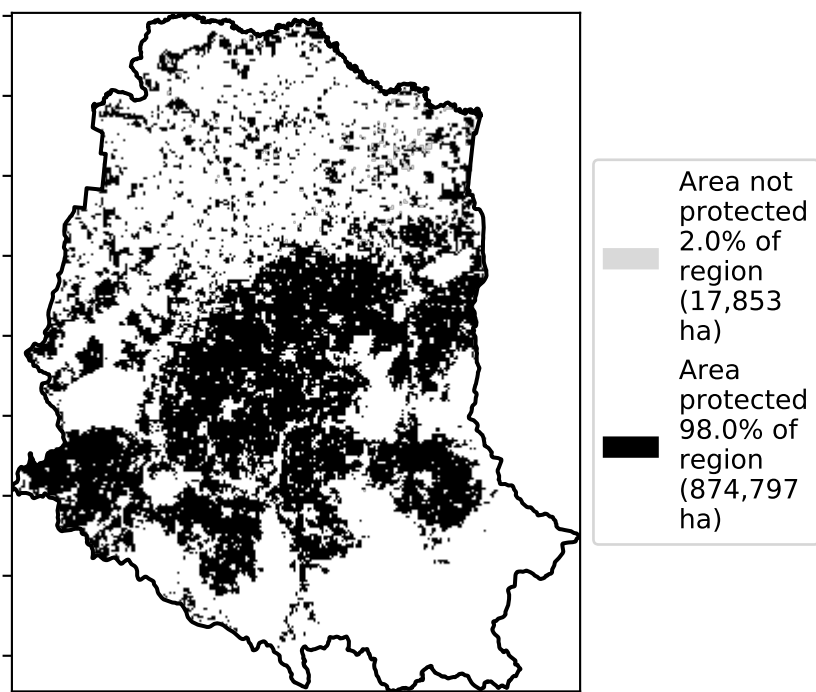 Area not
protected
2.0% of
region
(17,853
ha)
Area
protected
98.0% of
region
(874,797
ha)